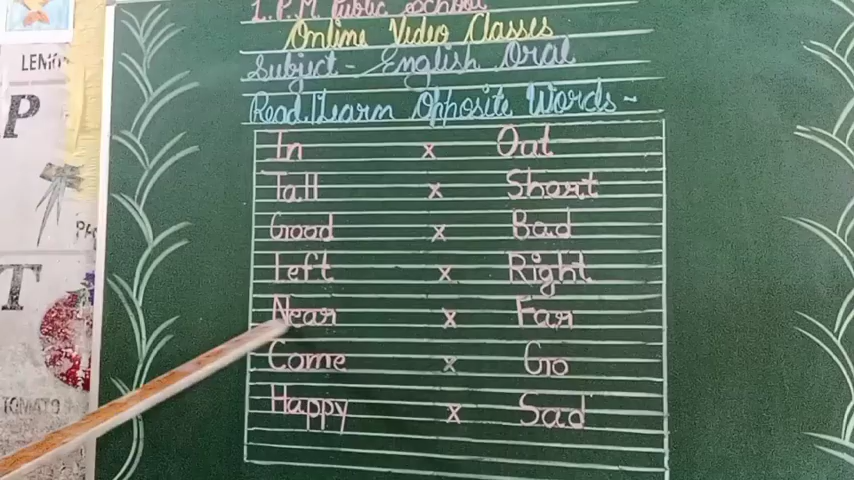 L.P.M. Public School
Online Video Classes
Subject - English Oral
Read/Learn Opposite Words -
In x Out
Tall x Short
Good x Bad
Left x Right
Near x Far
Come x Go
Happy x Sad
P
T
TOMATO